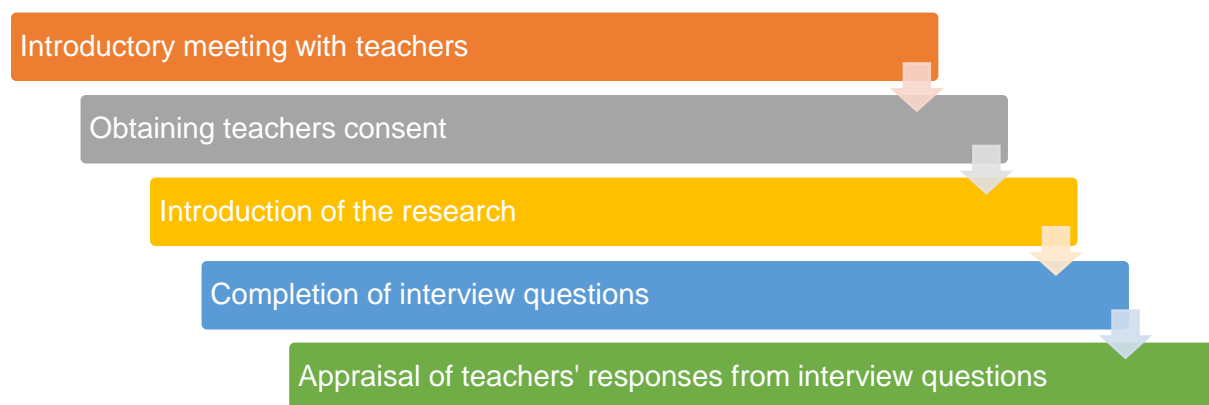 Introductory meeting with teachers
Obtaining teachers consent
Introduction of the research
Completion of interview questions
Appraisal of teachers' responses from interview questions